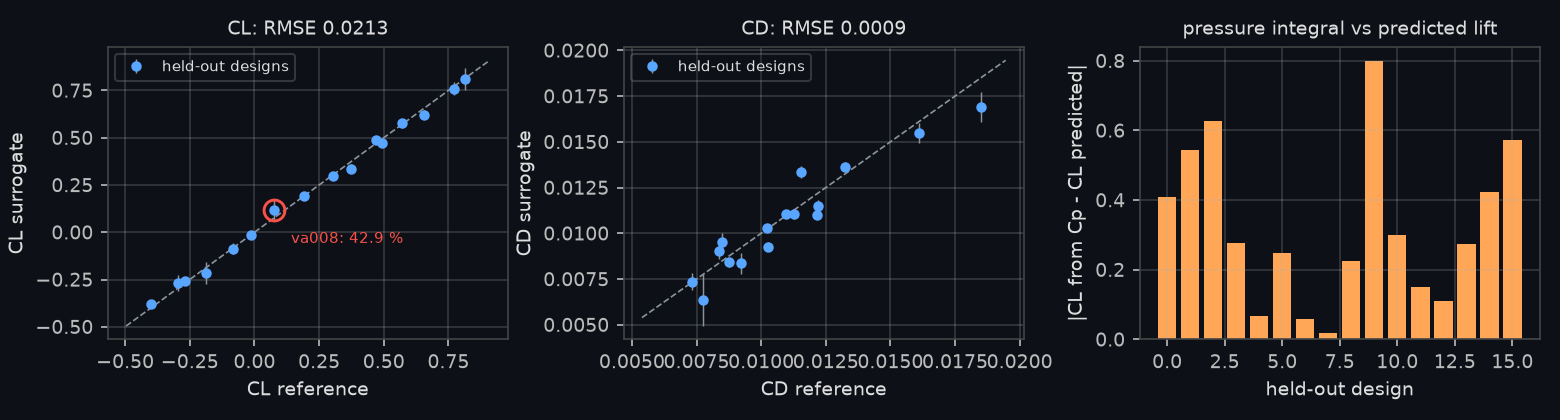 CL: RMSE 0.0213
held-out designs
va008: 42.9 %
0.75
0.50
0.25
0.00
−0.25
−0.50
−0.50 −0.25 0.00 0.25 0.50 0.75
CL reference
CL surrogate
CD: RMSE 0.0009
held-out designs
0.0200
0.0175
0.0150
0.0125
0.0100
0.0075
0.0050
0.0050 0.0075 0.0100 0.0125 0.0150 0.0175 0.0200
CD reference
CD surrogate
pressure integral vs predicted lift
0.8
0.6
0.4
0.2
0.0
0.0 2.5 5.0 7.5 10.0 12.5 15.0
held-out design
|CL from Cp - CL predicted|